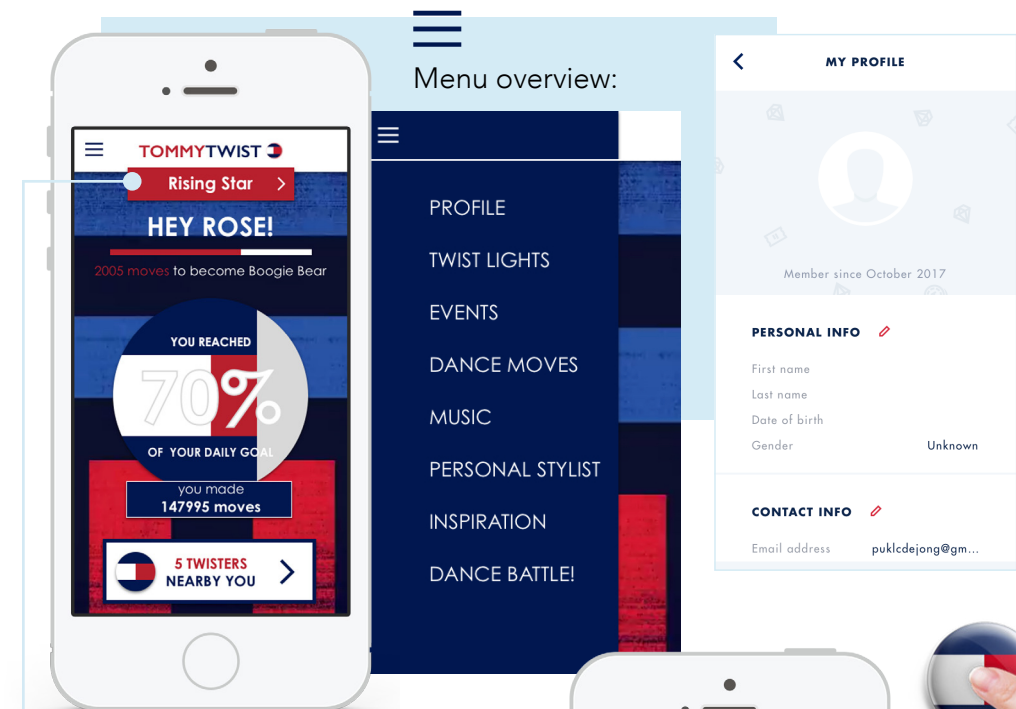 Menu overview:
TOMMYTWIST
Rising Star
HEY ROSE!
2005 moves to become Boogie Bear
YOU REACHED
70%
OF YOUR DAILY GOAL
you made
147995 moves
5 TWISTERS
NEARBY YOU
PROFILE
TWIST LIGHTS
EVENTS
DANCE MOVES
MUSIC
PERSONAL STYLIST
INSPIRATION
DANCE BATTLE!
MY PROFILE
Member since October 2017
PERSONAL INFO
First name
Last name
Date of birth
Gender Unknown
CONTACT INFO
Email address puklcdejong@gm...